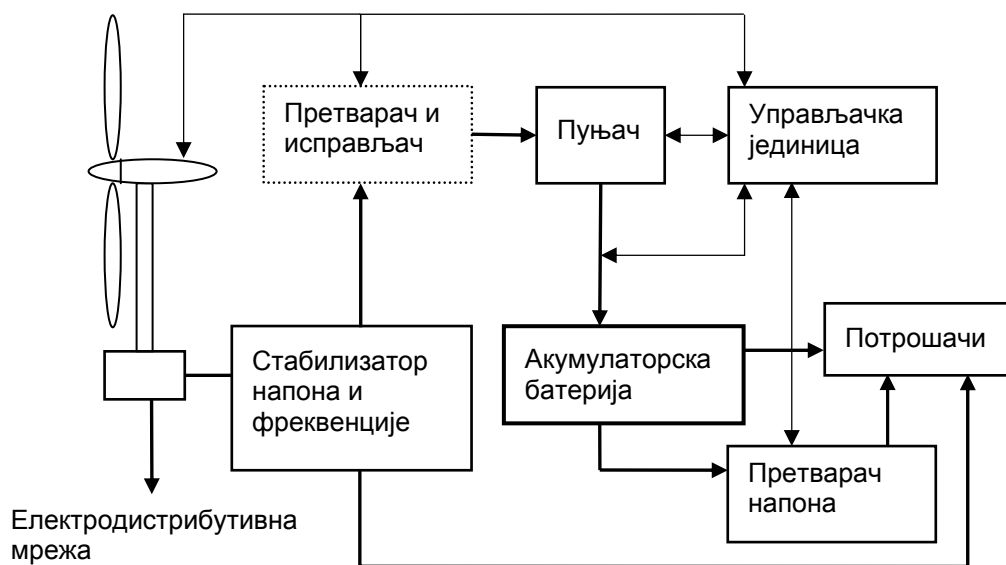 Претварач и
исправљач
Пуњач
Управљачка
јединица
Стабилизатор
напона и
фреквенције
Акумулаторска
батерија
Потрошачи
Претварач
напона
Електродистрибутивна
мрежа